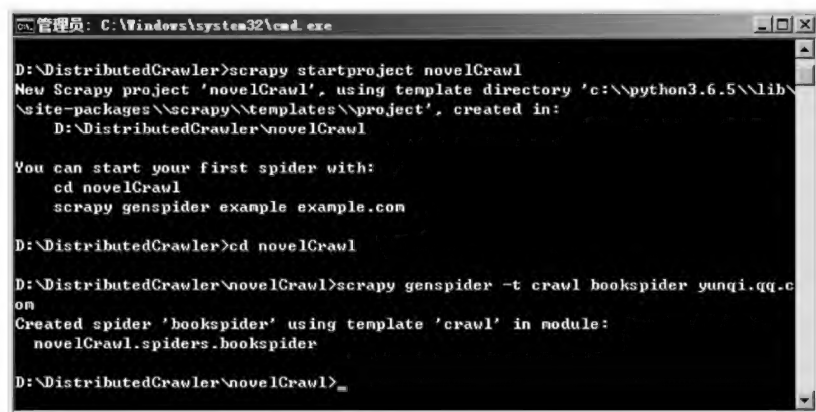 管理员: C:\Windows\system32\cmd.exe
D:\DistributedCrawler>scrapy startproject novelCrawl
New Scrapy project 'novelCrawl', using template directory 'c:\\python3.6.5\\lib\
\site-packages\\scrapy\\templates\\project', created in:
    D:\DistributedCrawler\novelCrawl
You can start your first spider with:
    cd novelCrawl
    scrapy genspider example example.com
D:\DistributedCrawler>cd novelCrawl
D:\DistributedCrawler\novelCrawl>scrapy genspider -t crawl bookspider yunqi.qq.c
om
Created spider 'bookspider' using template 'crawl' in module:
  novelCrawl.spiders.bookspider
D:\DistributedCrawler\novelCrawl>_